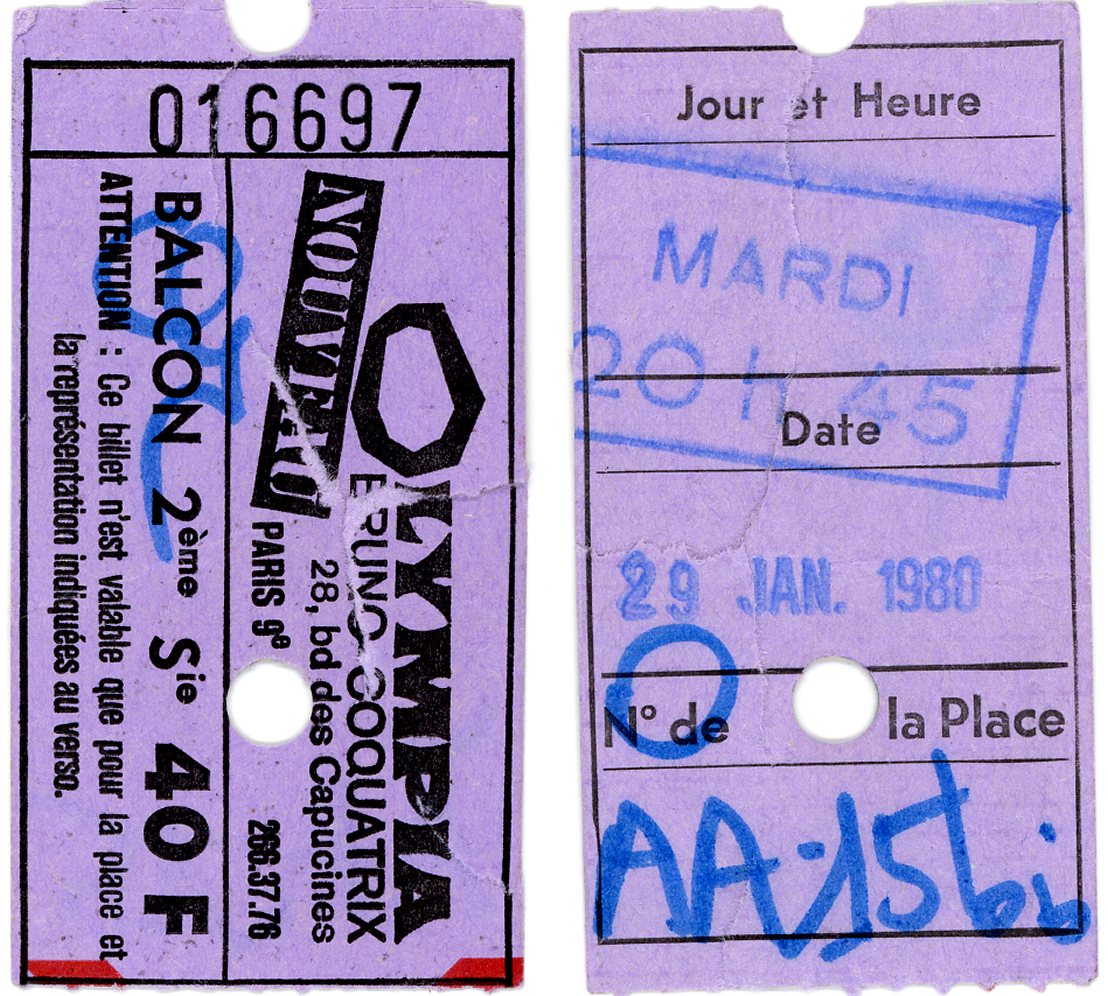 016697
OLYMPIA
BRUNO COQUATRIX
28, bd des Capucines
NOUVEAU
PARIS 9e 266.37.76
BALCON 2ème Sie 40 F
ATTENTION : Ce billet n'est valable que pour la place et
la représentation indiquées au verso.
Jour et Heure
MARDI
20 h 45
Date
29 JAN. 1980
N° de la Place
AA-15bi